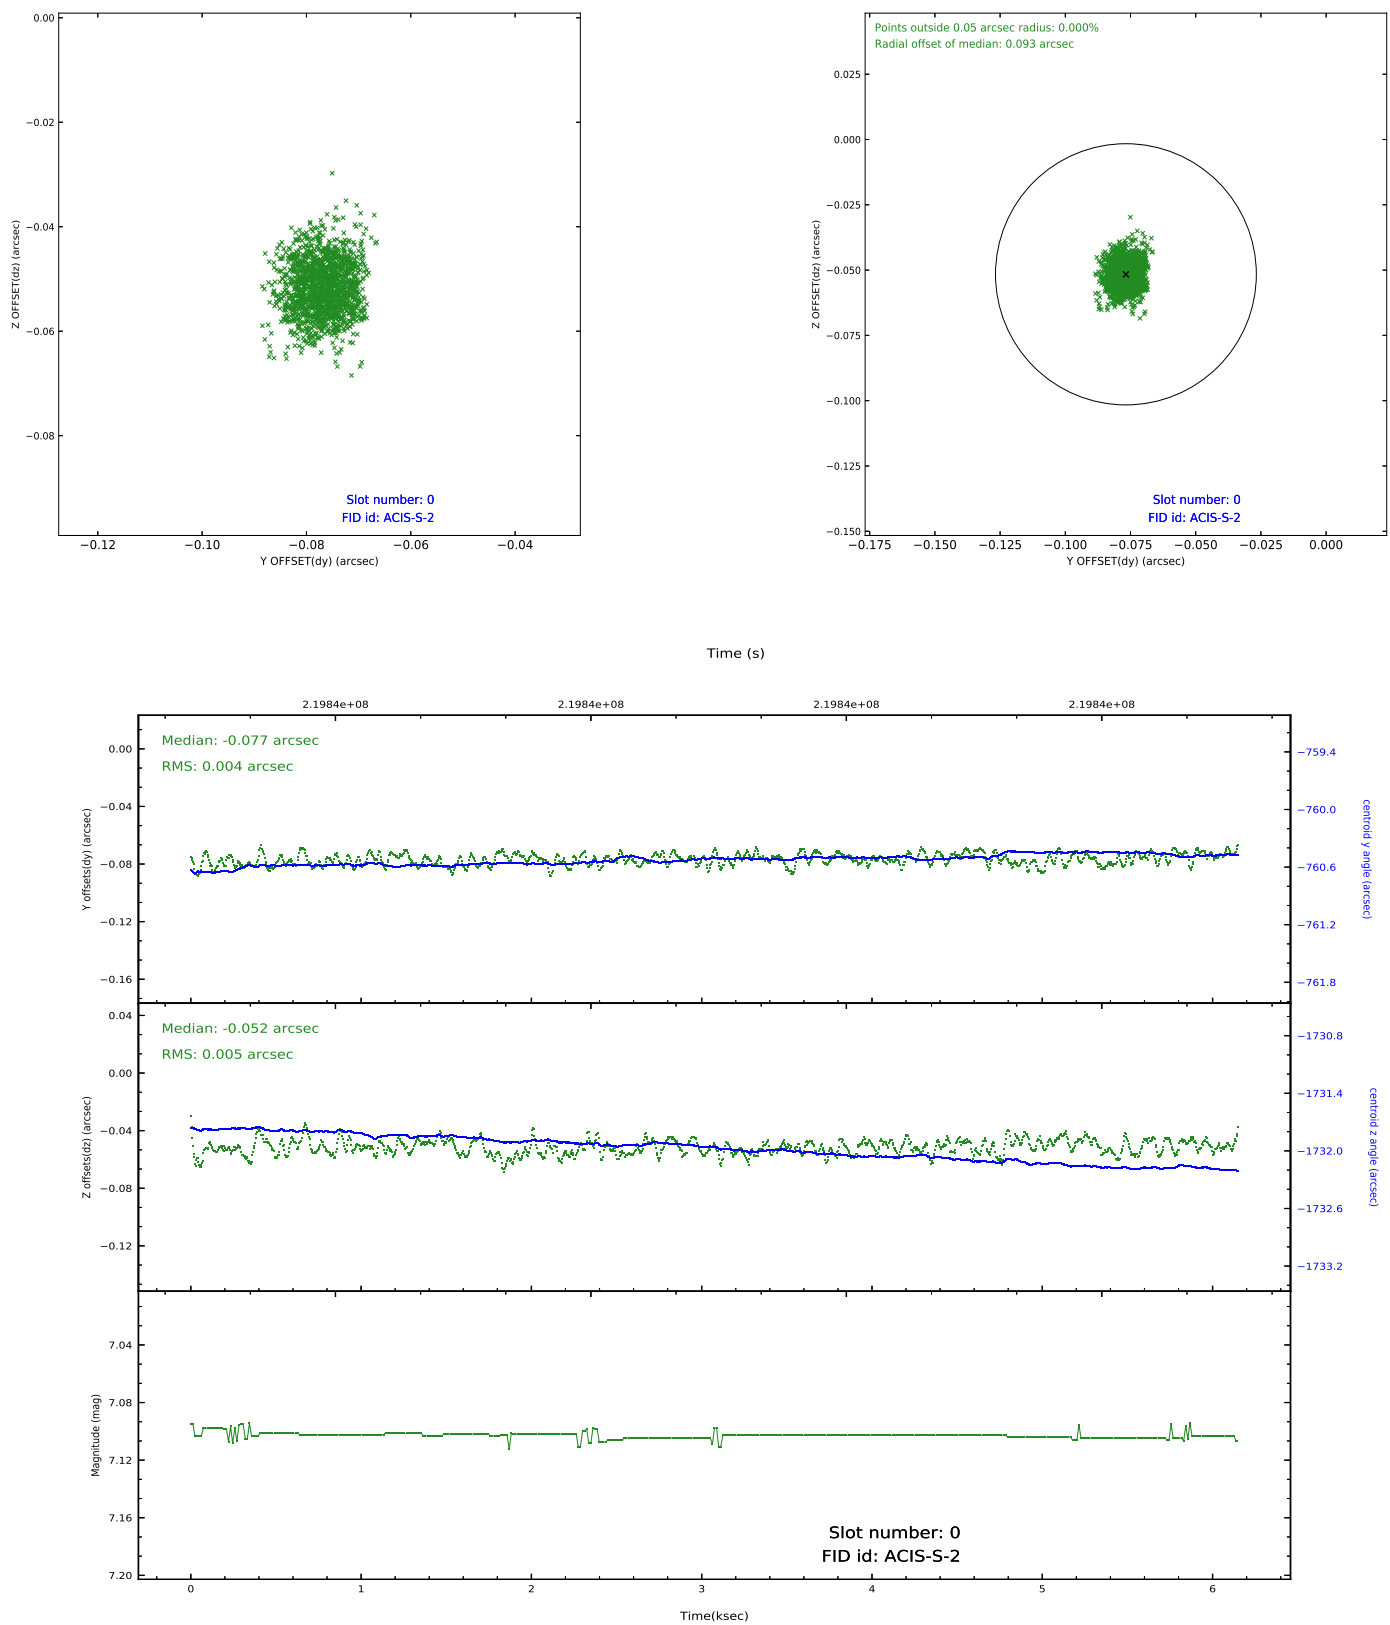 0.00
−0.02
−0.04
−0.06
−0.08
Z OFFSET(dz) (arcsec)
Slot number: 0
FID id: ACIS-S-2
−0.12 −0.10 −0.08 −0.06 −0.04
Y OFFSET(dy) (arcsec)
Points outside 0.05 arcsec radius: 0.000%
Radial offset of median: 0.093 arcsec
0.025
0.000
−0.025
−0.050
−0.075
−0.100
−0.125
−0.150
Z OFFSET(dz) (arcsec)
Slot number: 0
FID id: ACIS-S-2
−0.175 −0.150 −0.125 −0.100 −0.075 −0.050 −0.025 0.000
Y OFFSET(dy) (arcsec)
Time (s)
2.1984e+08 2.1984e+08 2.1984e+08 2.1984e+08
Median: -0.077 arcsec
RMS: 0.004 arcsec
0.00
−0.04
−0.08
−0.12
−0.16
Y offsets(dy) (arcsec)
−759.4
−760.0
−760.6
−761.2
−761.8
centroid y angle (arcsec)
Median: -0.052 arcsec
RMS: 0.005 arcsec
0.04
0.00
−0.04
−0.08
−0.12
Z offsets(dz) (arcsec)
−1730.8
−1731.4
−1732.0
−1732.6
−1733.2
centroid z angle (arcsec)
7.04
7.08
7.12
7.16
7.20
Magnitude (mag)
Slot number: 0
FID id: ACIS-S-2
0 1 2 3 4 5 6
Time(ksec)